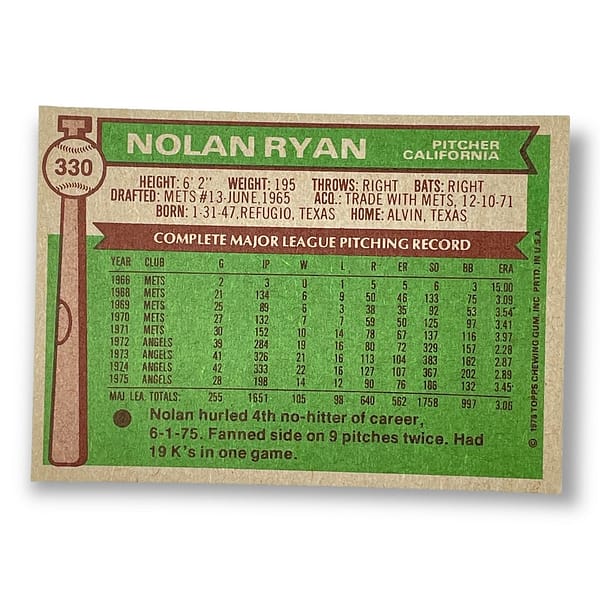 330
NOLAN RYAN
PITCHER
CALIFORNIA
HEIGHT: 6' 2" WEIGHT: 195 THROWS: RIGHT BATS: RIGHT
DRAFTED: METS #13-JUNE, 1965 ACQ.: TRADE WITH METS, 12-10-71
BORN: 1-31-47, REFUGIO, TEXAS HOME: ALVIN, TEXAS
COMPLETE MAJOR LEAGUE PITCHING RECORD
YEAR CLUB G IP W L R ER SO BB ERA
1966 METS 2 3 0 1 5 5 6 3 15.00
1968 METS 21 134 6 9 50 46 133 75 3.09
1969 METS 25 89 6 3 38 35 92 53 3.54
1970 METS 27 132 7 7 59 50 125 97 3.41
1971 METS 30 152 10 14 78 67 137 116 3.97
1972 ANGELS 39 284 19 16 80 72 329 157 2.28
1973 ANGELS 41 326 21 16 113 104 383 162 2.87
1974 ANGELS 42 333 22 16 127 107 367 202 2.89
1975 ANGELS 28 198 14 12 90 76 186 132 3.45
MAJ. LEA. TOTALS: 255 1651 105 98 640 562 1758 997 3.06
Nolan hurled 4th no-hitter of career,
6-1-75. Fanned side on 9 pitches twice. Had
19 K's in one game.
© 1976 TOPPS CHEWING GUM, INC. PRTD. IN U.S.A.